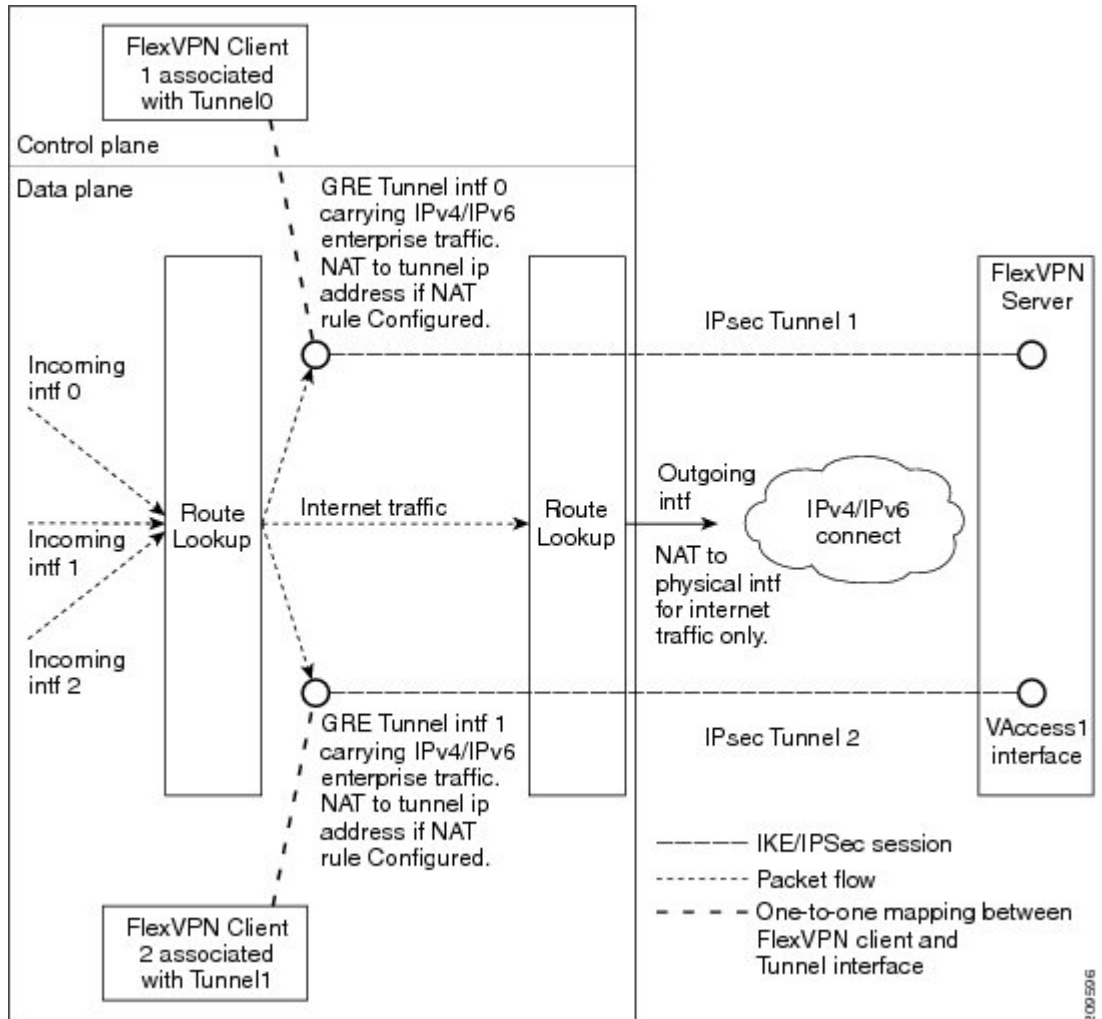 FlexVPN Client
1 associated
with Tunnel0
Control plane
Data plane
GRE Tunnel intf 0
carrying IPv4/IPv6
enterprise traffic.
NAT to tunnel ip
address if NAT
rule Configured.
FlexVPN
Server
IPsec Tunnel 1
Incoming
intf 0
Incoming
intf 1
Incoming
intf 2
Route
Lookup
Internet traffic
Route
Lookup
Outgoing
intf
NAT to
physical intf
for internet
traffic only.
IPv4/IPv6
connect
GRE Tunnel intf 1
carrying IPv4/IPv6
enterprise traffic.
NAT to tunnel ip
address if NAT
rule Configured.
IPsec Tunnel 2
VAccess1
interface
FlexVPN Client
2 associated
with Tunnel1
IKE/IPSec session
Packet flow
One-to-one mapping between
FlexVPN client and
Tunnel interface
209596